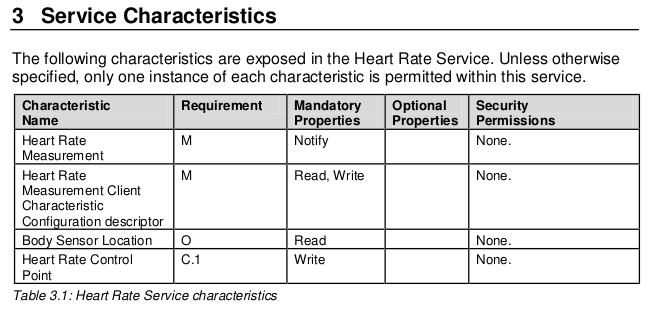 3 Service Characteristics
The following characteristics are exposed in the Heart Rate Service. Unless otherwise
specified, only one instance of each characteristic is permitted within this service.
Characteristic Name Requirement Mandatory Properties Optional Properties Security Permissions
Heart Rate Measurement M Notify None.
Heart Rate Measurement Client Characteristic Configuration descriptor M Read, Write None.
Body Sensor Location O Read None.
Heart Rate Control Point C.1 Write None.
Table 3.1: Heart Rate Service characteristics